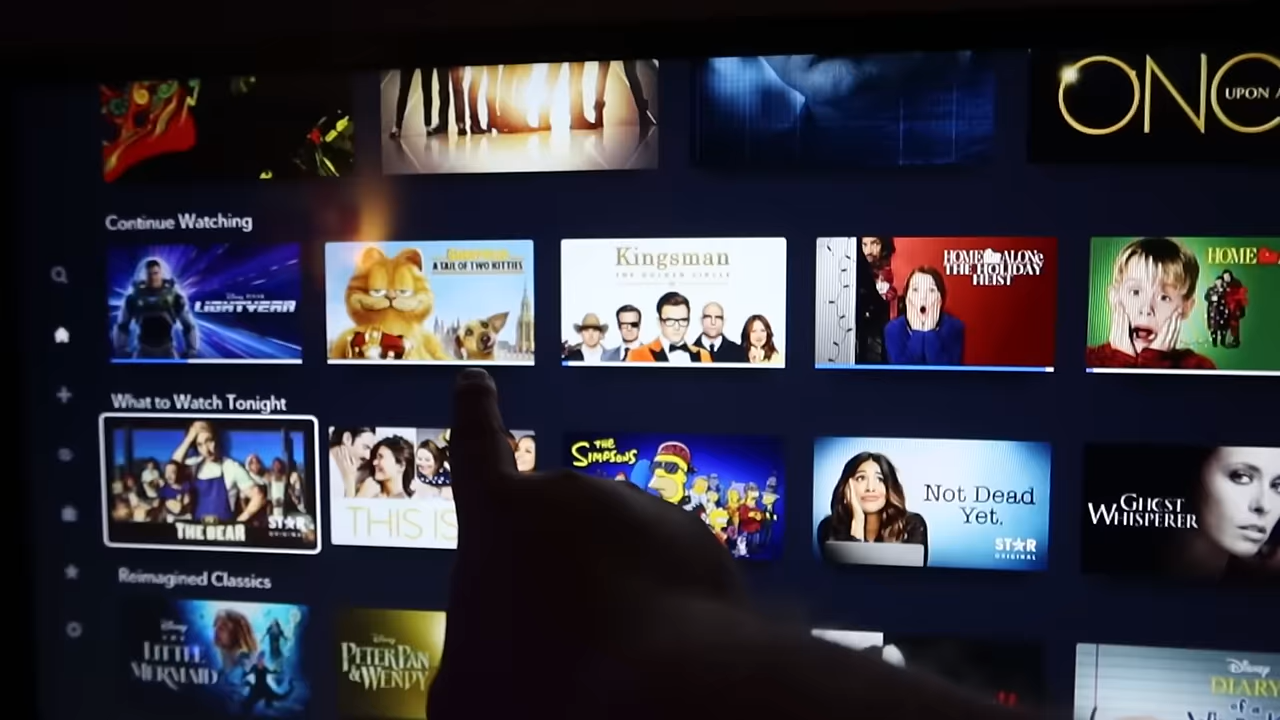 ONC
UPON A
Continue Watching
Disney PIXAR
LIGHTYEAR
GARFIELD
A TAIL OF TWO KITTIES
Kingsman
THE GOLDEN CIRCLE
HOME ALONE
THE HOLIDAY
HEIST
HOME
What to Watch Tonight
THE BEAR
STAR
ORIGINAL
THIS IS
THE
SIMPSONS
Not Dead
Yet.
STAR
ORIGINAL
GHOST
WHISPERER
Reimagined Classics
Disney
THE
LITTLE
MERMAID
Disney
PETER PAN
& WENDY
Disney
DIARY
of a